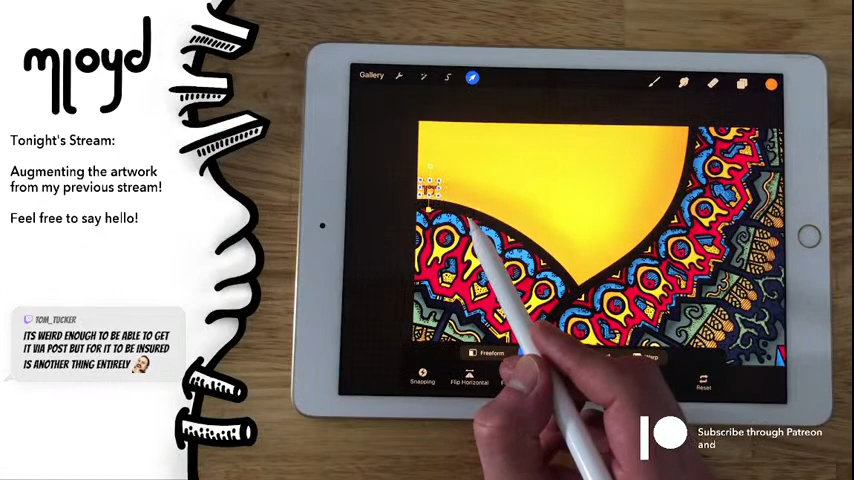 mloyd
Tonight's Stream:
Augmenting the artwork
from my previous stream!
Feel free to say hello!
TOM_TUCKER
ITS WEIRD ENOUGH TO BE ABLE TO GET
IT VIA POST BUT FOR IT TO BE INSURED
IS ANOTHER THING ENTIRELY
Gallery
Freeform
Warp
Snapping
Flip Horizontal
Reset
Subscribe through Patreon
and